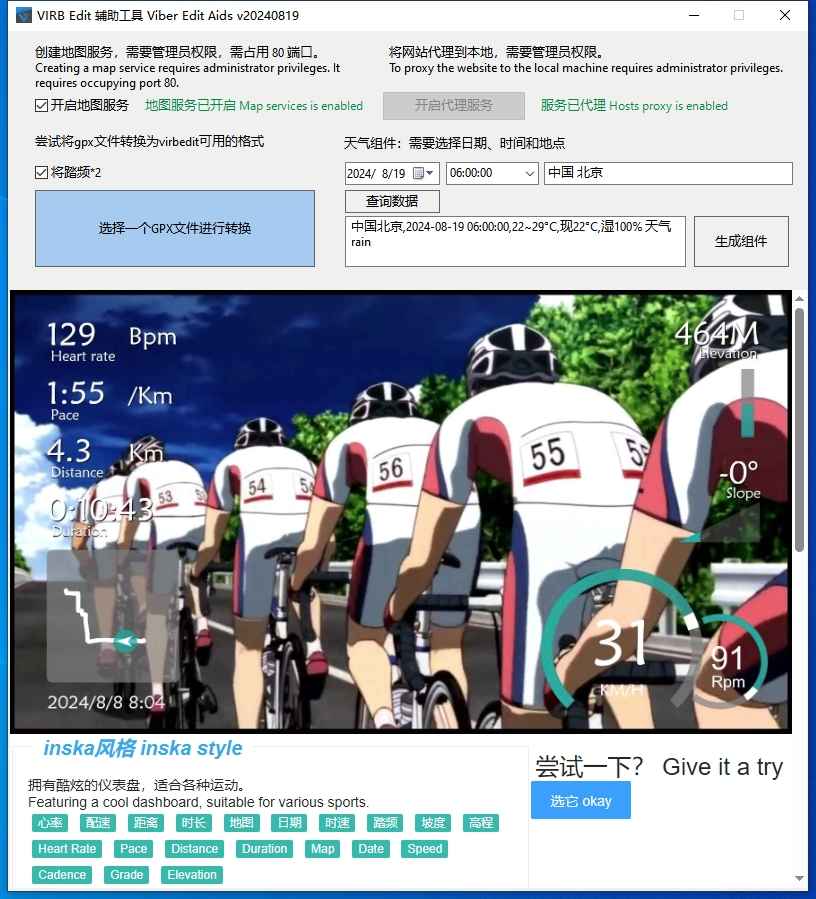 VIRB Edit 辅助工具 Viber Edit Aids v20240819
创建地图服务，需要管理员权限，需占用 80 端口。
Creating a map service requires administrator privileges. It
requires occupying port 80.
将网站代理到本地，需要管理员权限。
To proxy the website to the local machine requires administrator privileges.
开启地图服务
地图服务已开启 Map services is enabled
开启代理服务
服务已代理 Hosts proxy is enabled
尝试将gpx文件转换为virbedit可用的格式
天气组件：需要选择日期、时间和地点
将踏频*2
2024/ 8/19
06:00:00
中国 北京
选择一个GPX文件进行转换
查询数据
中国北京,2024-08-19 06:00:00,22~29°C,现22°C,湿100% 天气
rain
生成组件
129 Bpm
Heart rate
1:55 /Km
Pace
4.3 Km
Distance
0:10:43
Duration
2024/8/8 8:04
464M
Elevation
-0°
Slope
53
54
54
56
55
31
KM/H
91
Rpm
inska风格 inska style
拥有酷炫的仪表盘，适合各种运动。
Featuring a cool dashboard, suitable for various sports.
心率 配速 距离 时长 地图 日期 时速 踏频 坡度 高程
Heart Rate Pace Distance Duration Map Date Speed
Cadence Grade Elevation
尝试一下？ Give it a try
选它 okay